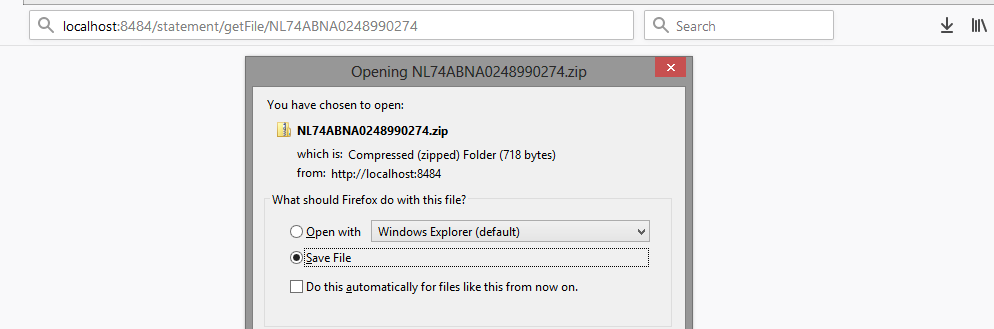 localhost:8484/statement/getFile/NL74ABNA0248990274
Search
Opening NL74ABNA0248990274.zip
You have chosen to open:
NL74ABNA0248990274.zip
which is: Compressed (zipped) Folder (718 bytes)
from: http://localhost:8484
What should Firefox do with this file?
Open with Windows Explorer (default)
Save File
Do this automatically for files like this from now on.